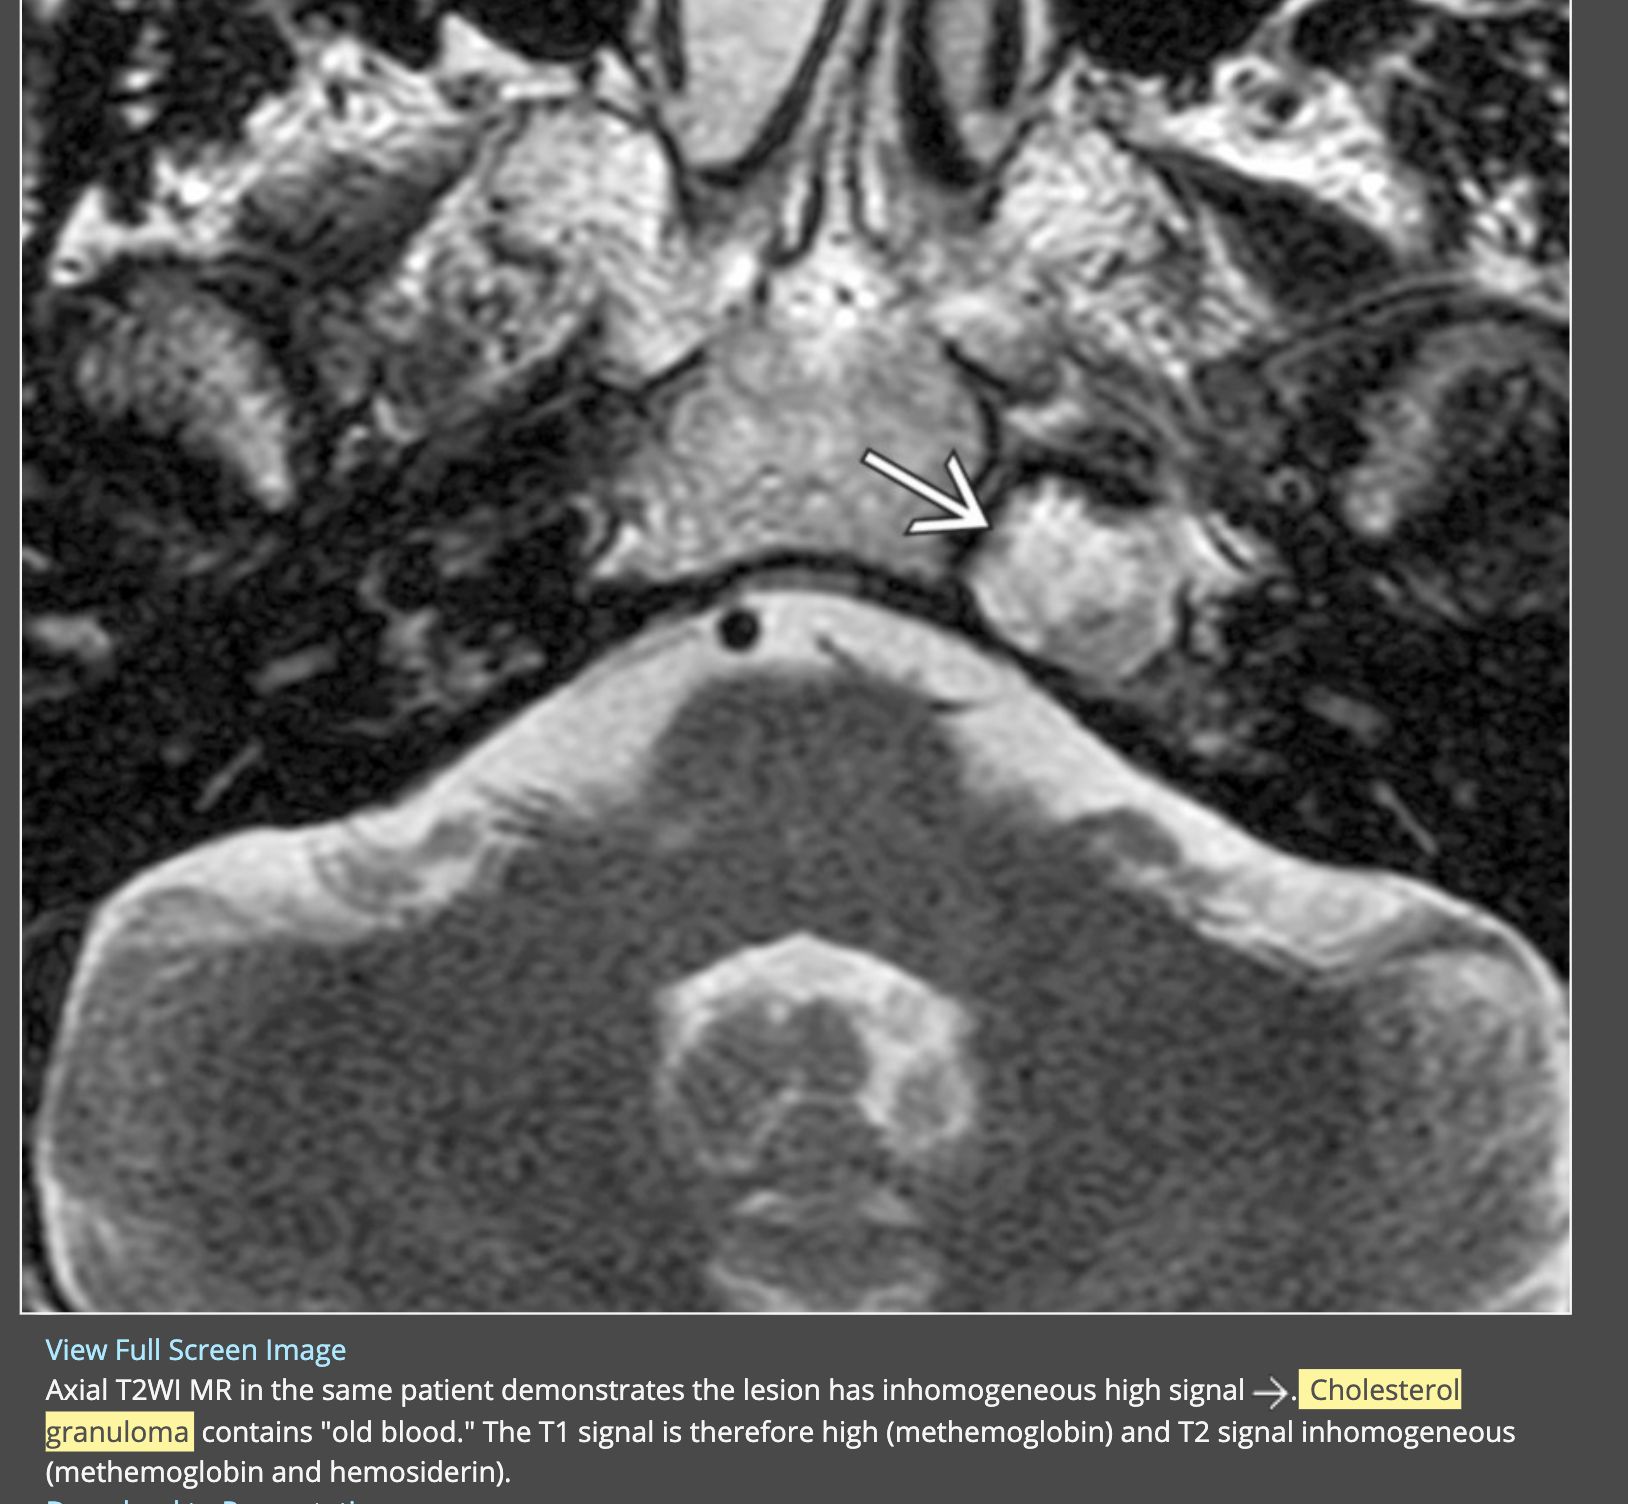 View Full Screen Image
Axial T2WI MR in the same patient demonstrates the lesion has inhomogeneous high signal →. Cholesterol
granuloma contains "old blood." The T1 signal is therefore high (methemoglobin) and T2 signal inhomogeneous
(methemoglobin and hemosiderin).